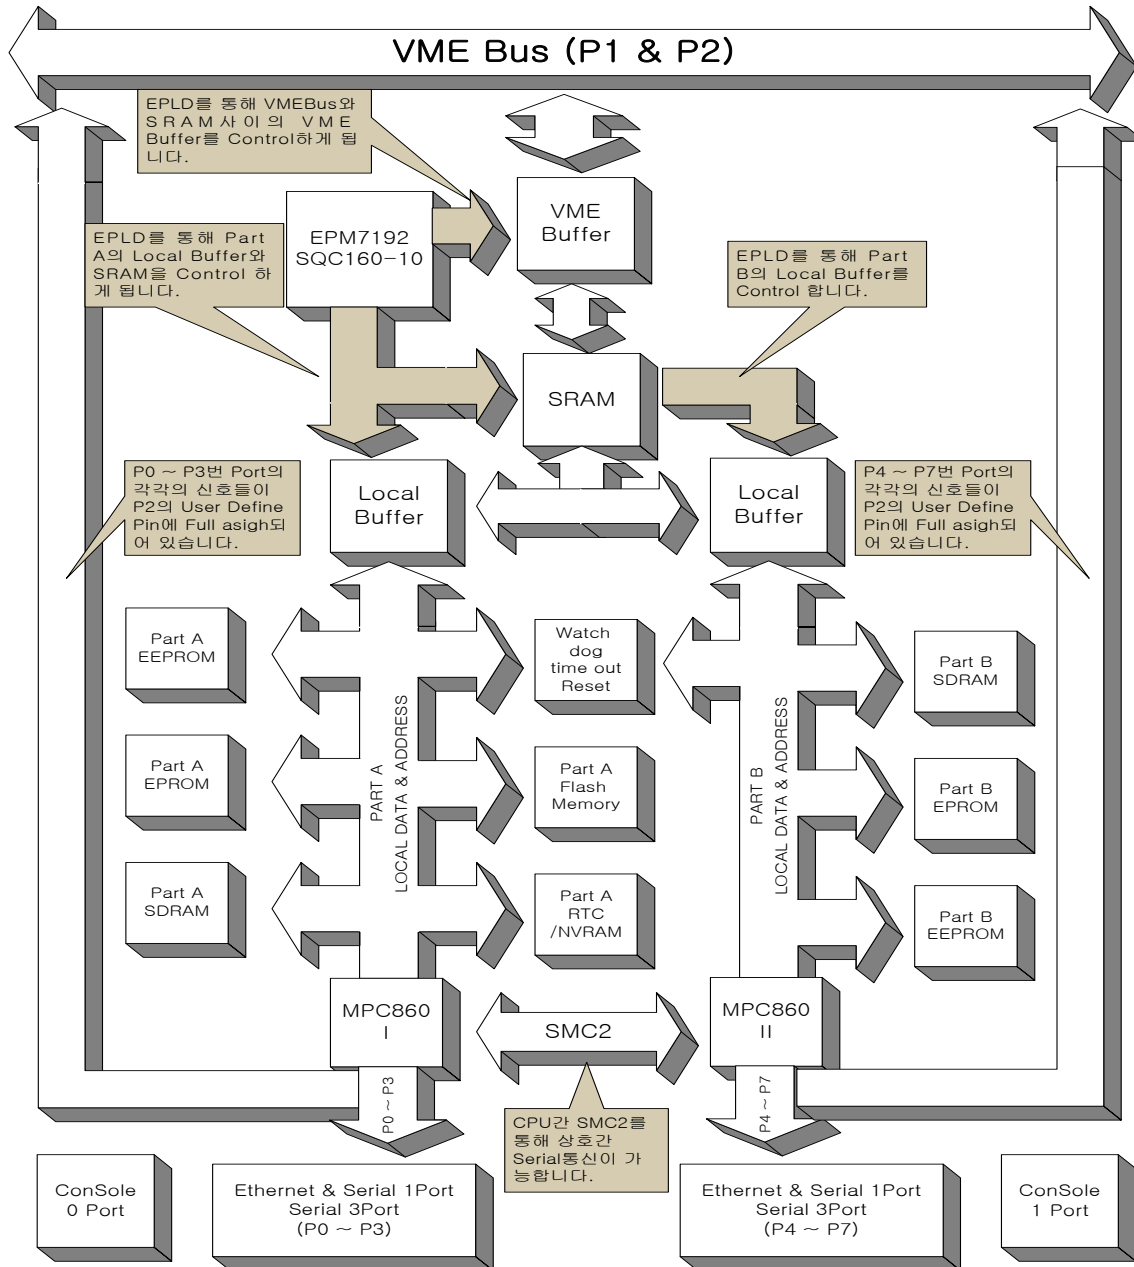 VME Bus (P1 & P2)
EPLD를 통해 VMEBus와
SRAM사이의 VME
Buffer를 Control하게 됩
니다.
EPM7192
SQC160-10
VME
Buffer
EPLD를 통해 Part
A의 Local Buffer와
SRAM을 Control 하
게 됩니다.
EPLD를 통해 Part
B의 Local Buffer를
Control 합니다.
SRAM
P0 ~ P3번 Port의
각각의 신호들이
P2의 User Define
Pin에 Full asigh되
어 있습니다.
Local
Buffer
Local
Buffer
P4 ~ P7번 Port의
각각의 신호들이
P2의 User Define
Pin에 Full asigh되
어 있습니다.
Part A
EEPROM
Watch
dog
time out
Reset
Part B
SDRAM
PART A
LOCAL DATA & ADDRESS
PART B
LOCAL DATA & ADDRESS
Part A
EPROM
Part A
Flash
Memory
Part B
EPROM
Part A
SDRAM
Part A
RTC
/NVRAM
Part B
EEPROM
MPC860
I
SMC2
MPC860
II
P0 ~ P3
P4 ~ P7
CPU간 SMC2를
통해 상호간
Serial통신이 가
능합니다.
ConSole
0 Port
Ethernet & Serial 1Port
Serial 3Port
(P0 ~ P3)
Ethernet & Serial 1Port
Serial 3Port
(P4 ~ P7)
ConSole
1 Port